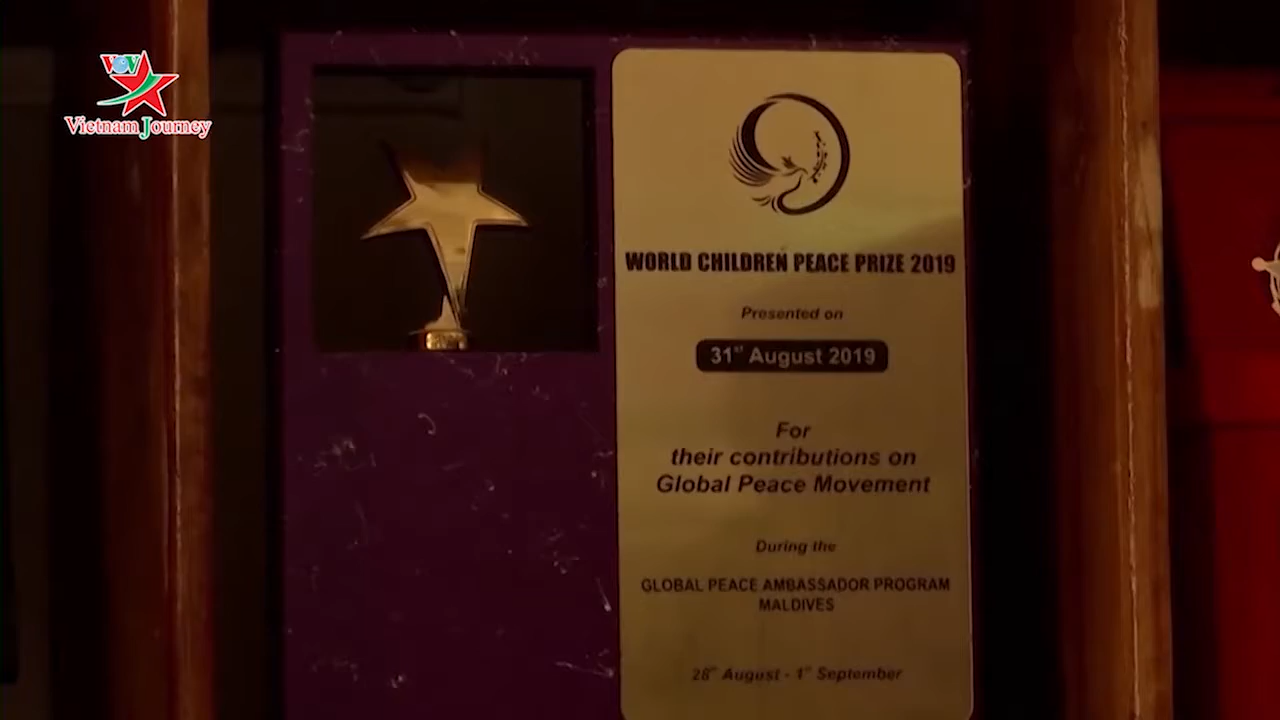 VOV
Vietnam Journey
WORLD CHILDREN PEACE PRIZE 2019
Presented on
31st August 2019
For
their contributions on
Global Peace Movement
During the
GLOBAL PEACE AMBASSADOR PROGRAM
MALDIVES
28th August - 1st September